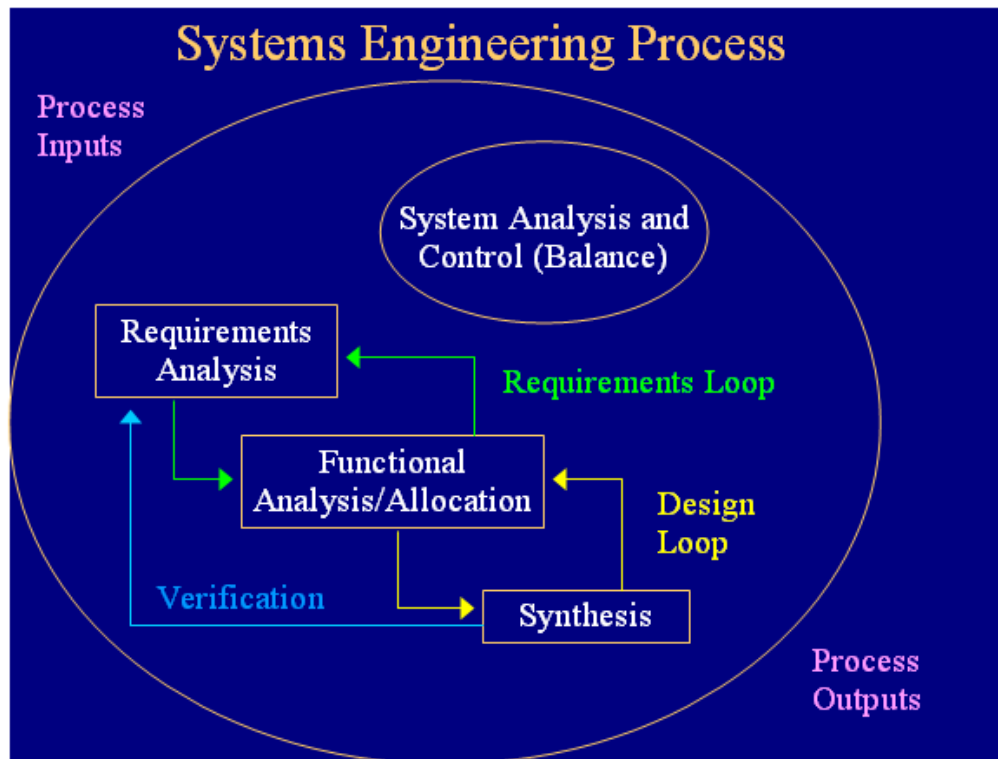 Systems Engineering Process
Process
Inputs
System Analysis and
Control (Balance)
Requirements
Analysis
Requirements Loop
Functional
Analysis/Allocation
Design
Loop
Verification
Synthesis
Process
Outputs